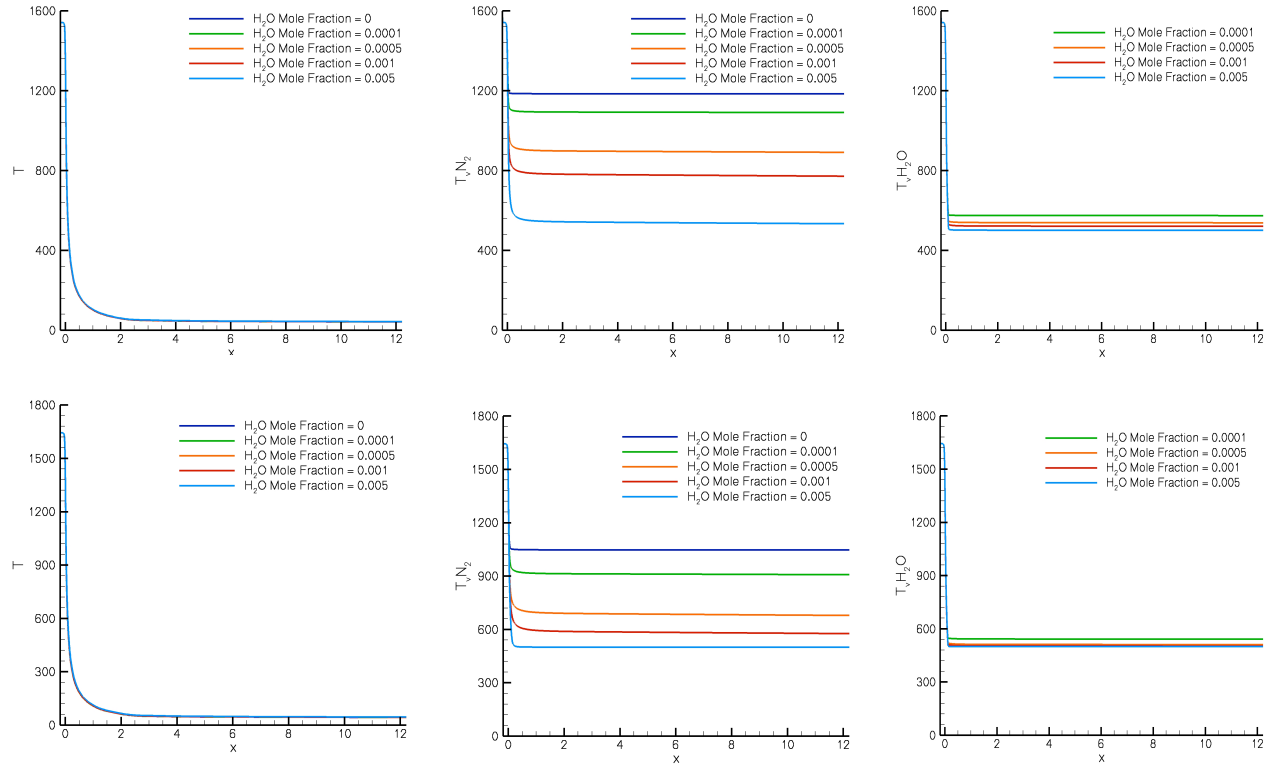 1600
1200
800
400
0
T
0 2 4 6 8 10 12
x
H₂O Mole Fraction = 0
H₂O Mole Fraction = 0.0001
H₂O Mole Fraction = 0.0005
H₂O Mole Fraction = 0.001
H₂O Mole Fraction = 0.005
1600
1200
800
400
0
TᵥN₂
0 2 4 6 8 10 12
x
H₂O Mole Fraction = 0
H₂O Mole Fraction = 0.0001
H₂O Mole Fraction = 0.0005
H₂O Mole Fraction = 0.001
H₂O Mole Fraction = 0.005
1600
1200
800
400
0
TᵥH₂O
0 2 4 6 8 10 12
x
H₂O Mole Fraction = 0.0001
H₂O Mole Fraction = 0.0005
H₂O Mole Fraction = 0.001
H₂O Mole Fraction = 0.005
1800
1500
1200
900
600
300
0
T
0 2 4 6 8 10 12
x
H₂O Mole Fraction = 0
H₂O Mole Fraction = 0.0001
H₂O Mole Fraction = 0.0005
H₂O Mole Fraction = 0.001
H₂O Mole Fraction = 0.005
1800
1500
1200
900
600
300
0
TᵥN₂
0 2 4 6 8 10 12
x
H₂O Mole Fraction = 0
H₂O Mole Fraction = 0.0001
H₂O Mole Fraction = 0.0005
H₂O Mole Fraction = 0.001
H₂O Mole Fraction = 0.005
1800
1500
1200
900
600
300
0
TᵥH₂O
0 2 4 6 8 10 12
x
H₂O Mole Fraction = 0.0001
H₂O Mole Fraction = 0.0005
H₂O Mole Fraction = 0.001
H₂O Mole Fraction = 0.005